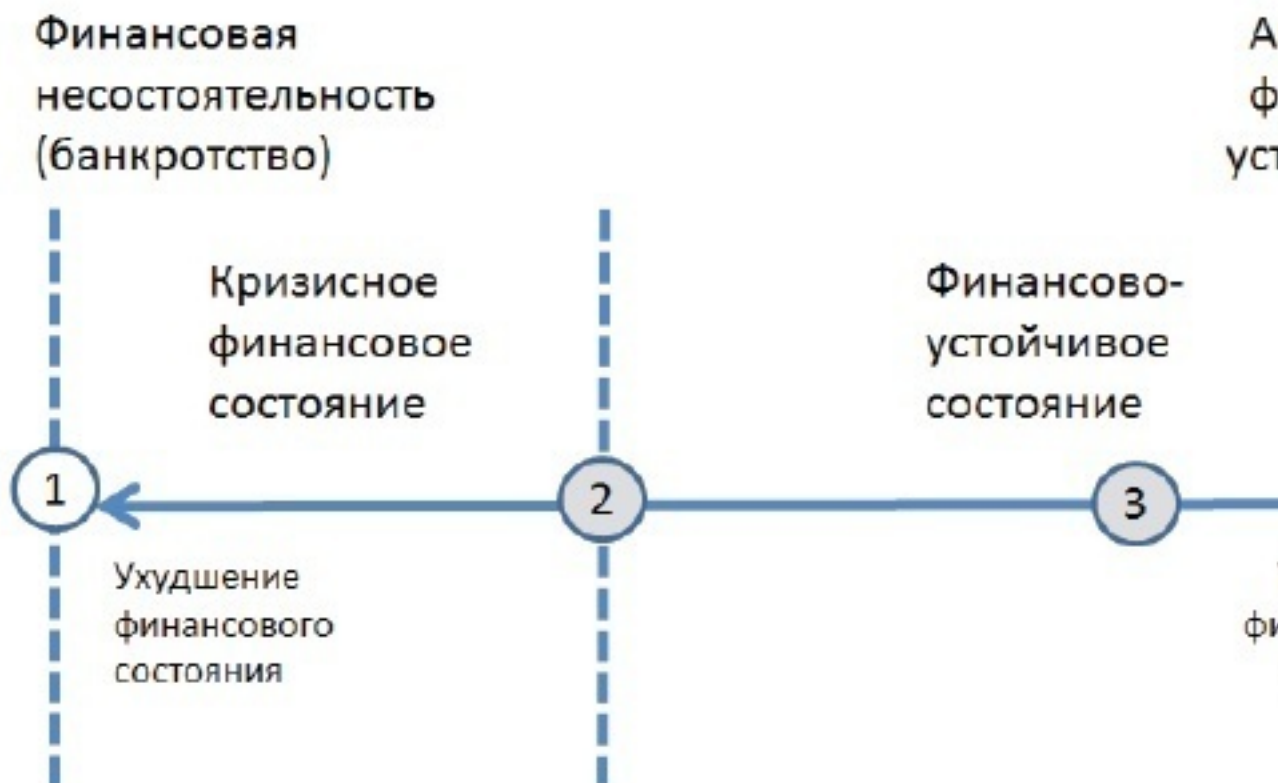 Финансовая
несостоятельность
(банкротство)
Кризисное
финансовое
состояние
Финансово-
устойчивое
состояние
1
2
3
Ухудшение
финансового
состояния